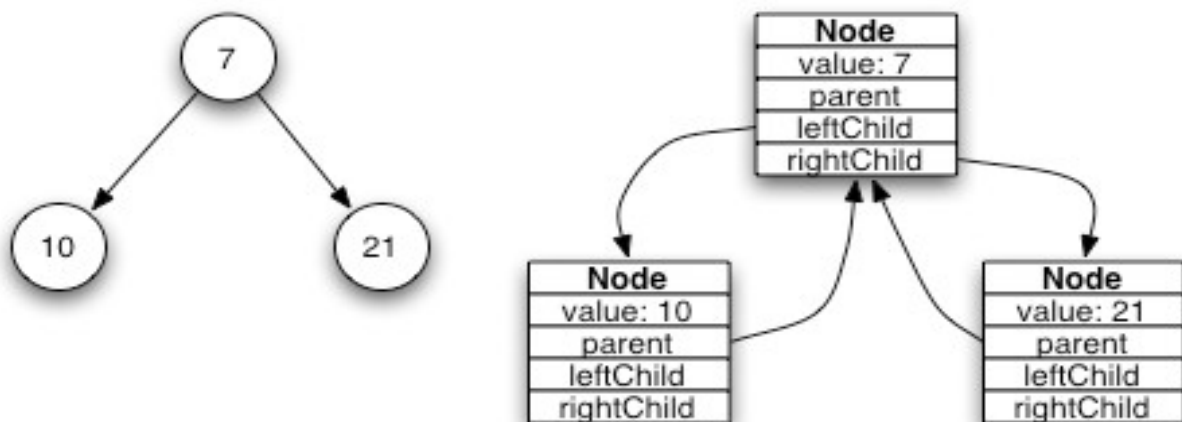 7
10
21
Node
value: 7
parent
leftChild
rightChild
Node
value: 10
parent
leftChild
rightChild
Node
value: 21
parent
leftChild
rightChild